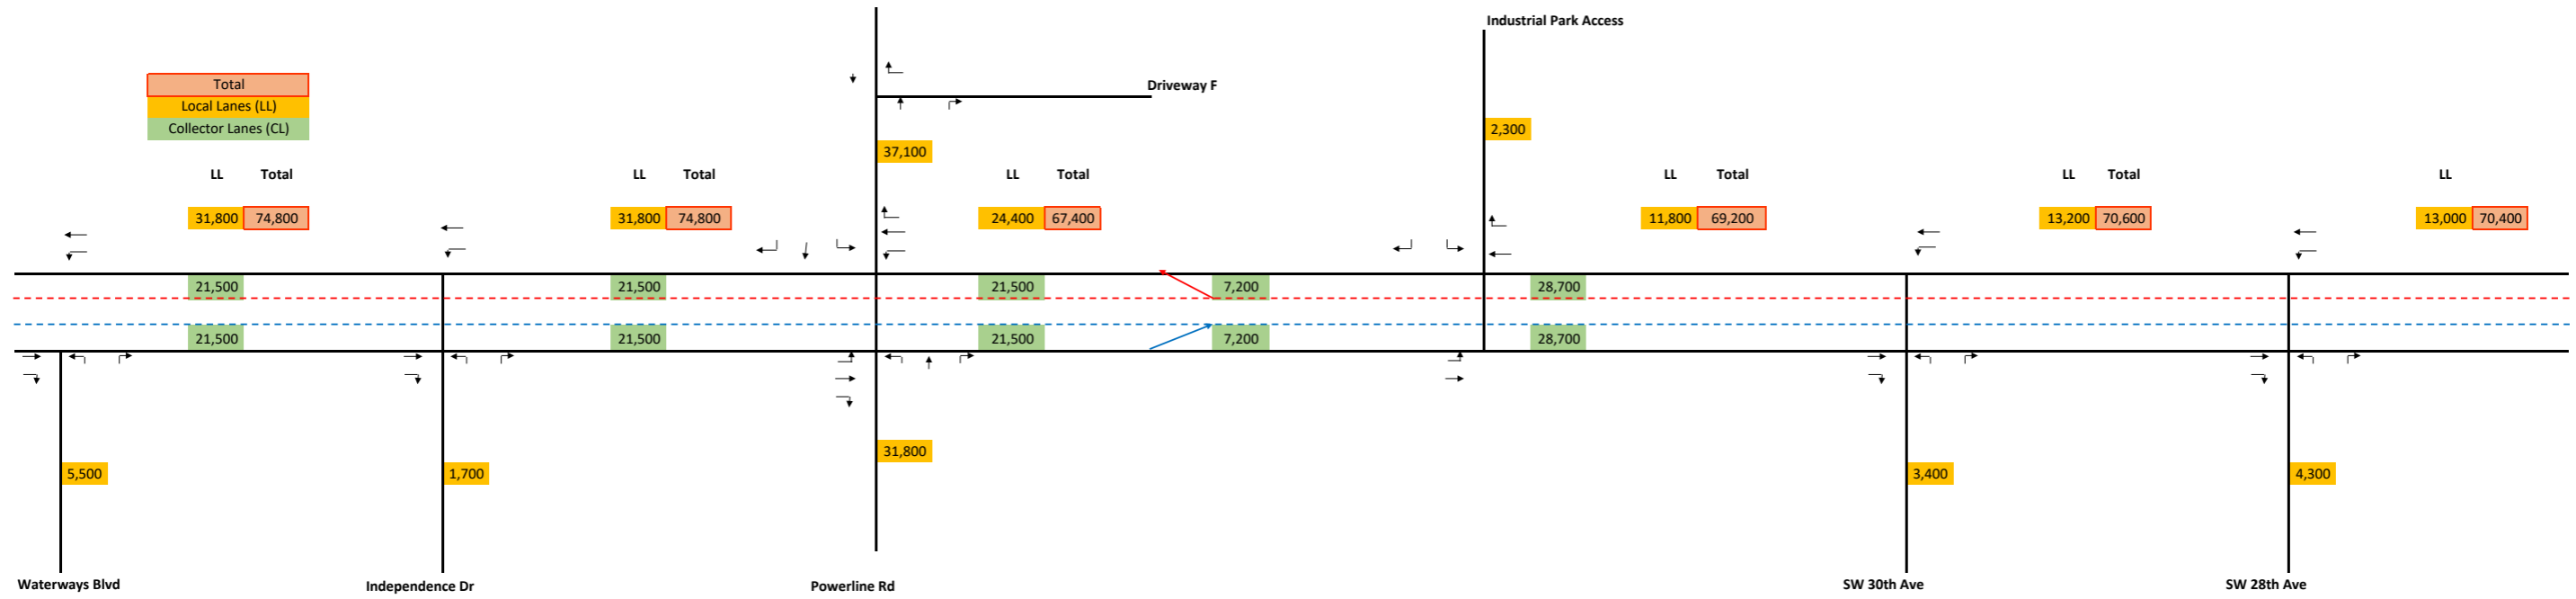 Industrial Park Access
Total
Local Lanes (LL)
Collector Lanes (CL)
Driveway F
2,300
37,100
LL Total
LL Total
LL Total
LL Total
LL Total
LL
31,800 74,800
31,800 74,800
24,400 67,400
11,800 69,200
13,200 70,600
13,000 70,400
21,500
21,500
21,500
7,200
28,700
21,500
21,500
21,500
7,200
28,700
31,800
5,500
1,700
3,400
4,300
Waterways Blvd
Independence Dr
Powerline Rd
SW 30th Ave
SW 28th Ave